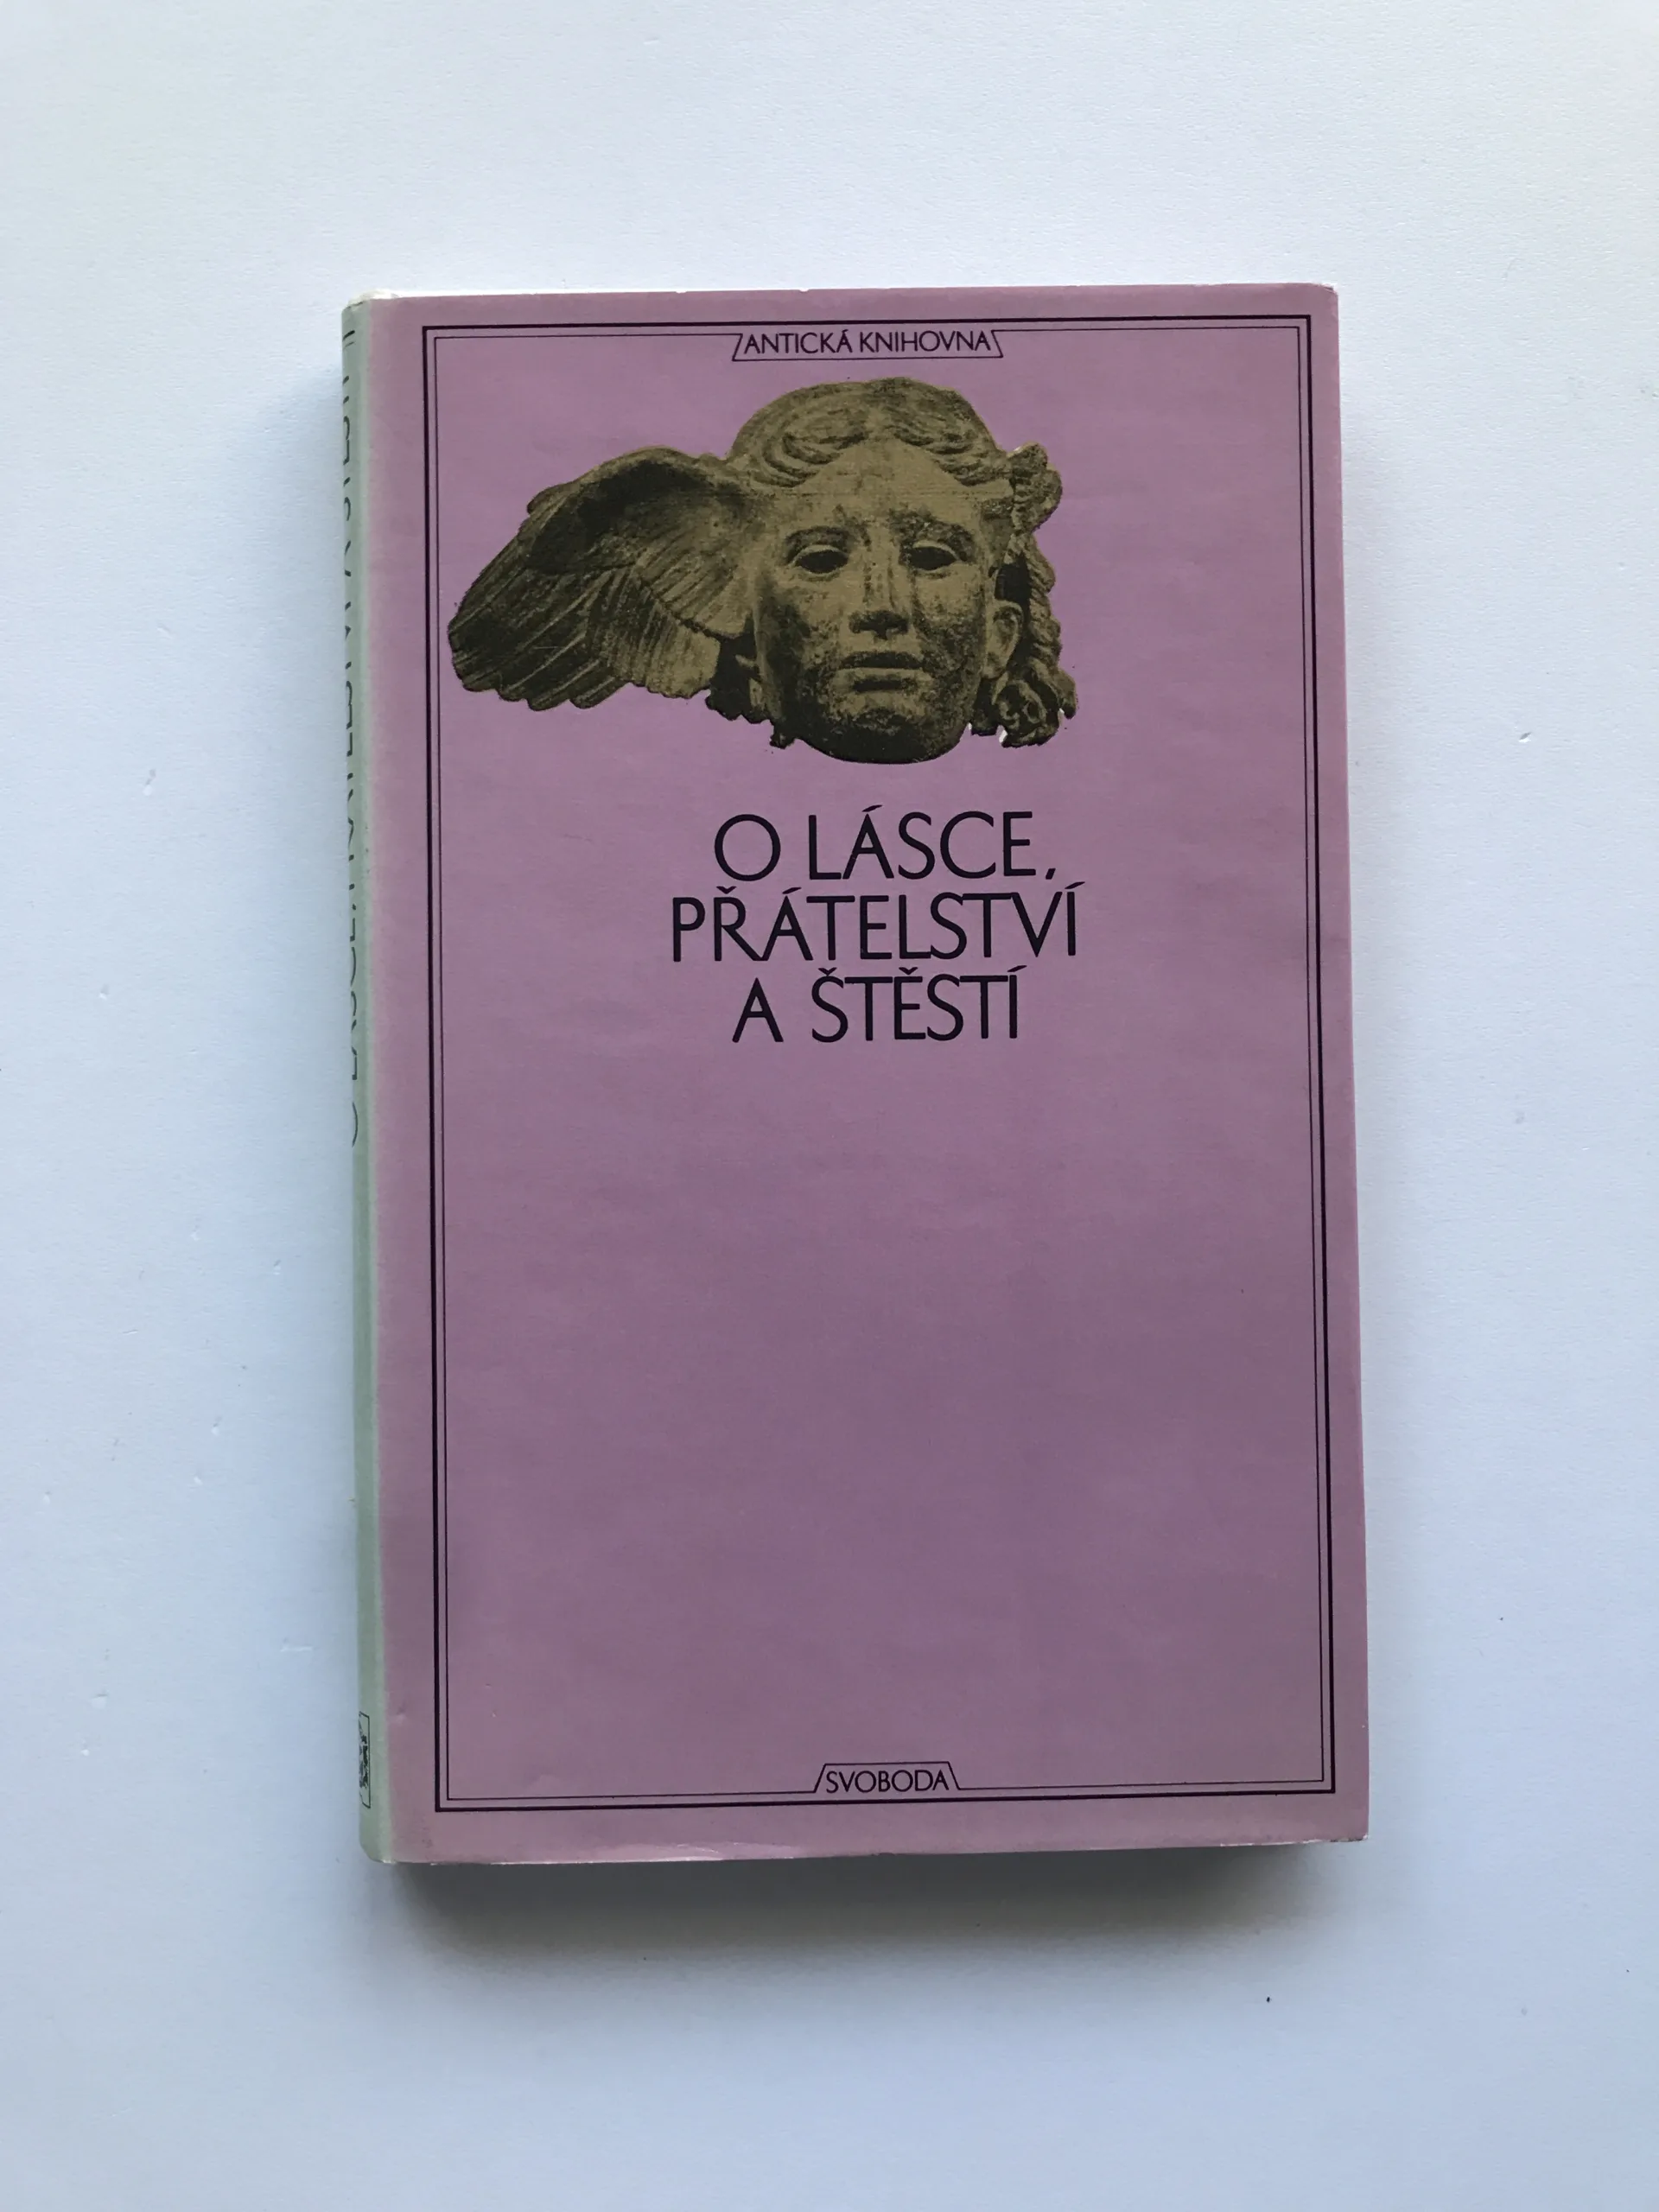 ANTICKÁ KNIHOVNA
O LÁSCE,
PŘÁTELSTVÍ
A ŠTĚSTÍ
SVOBODA